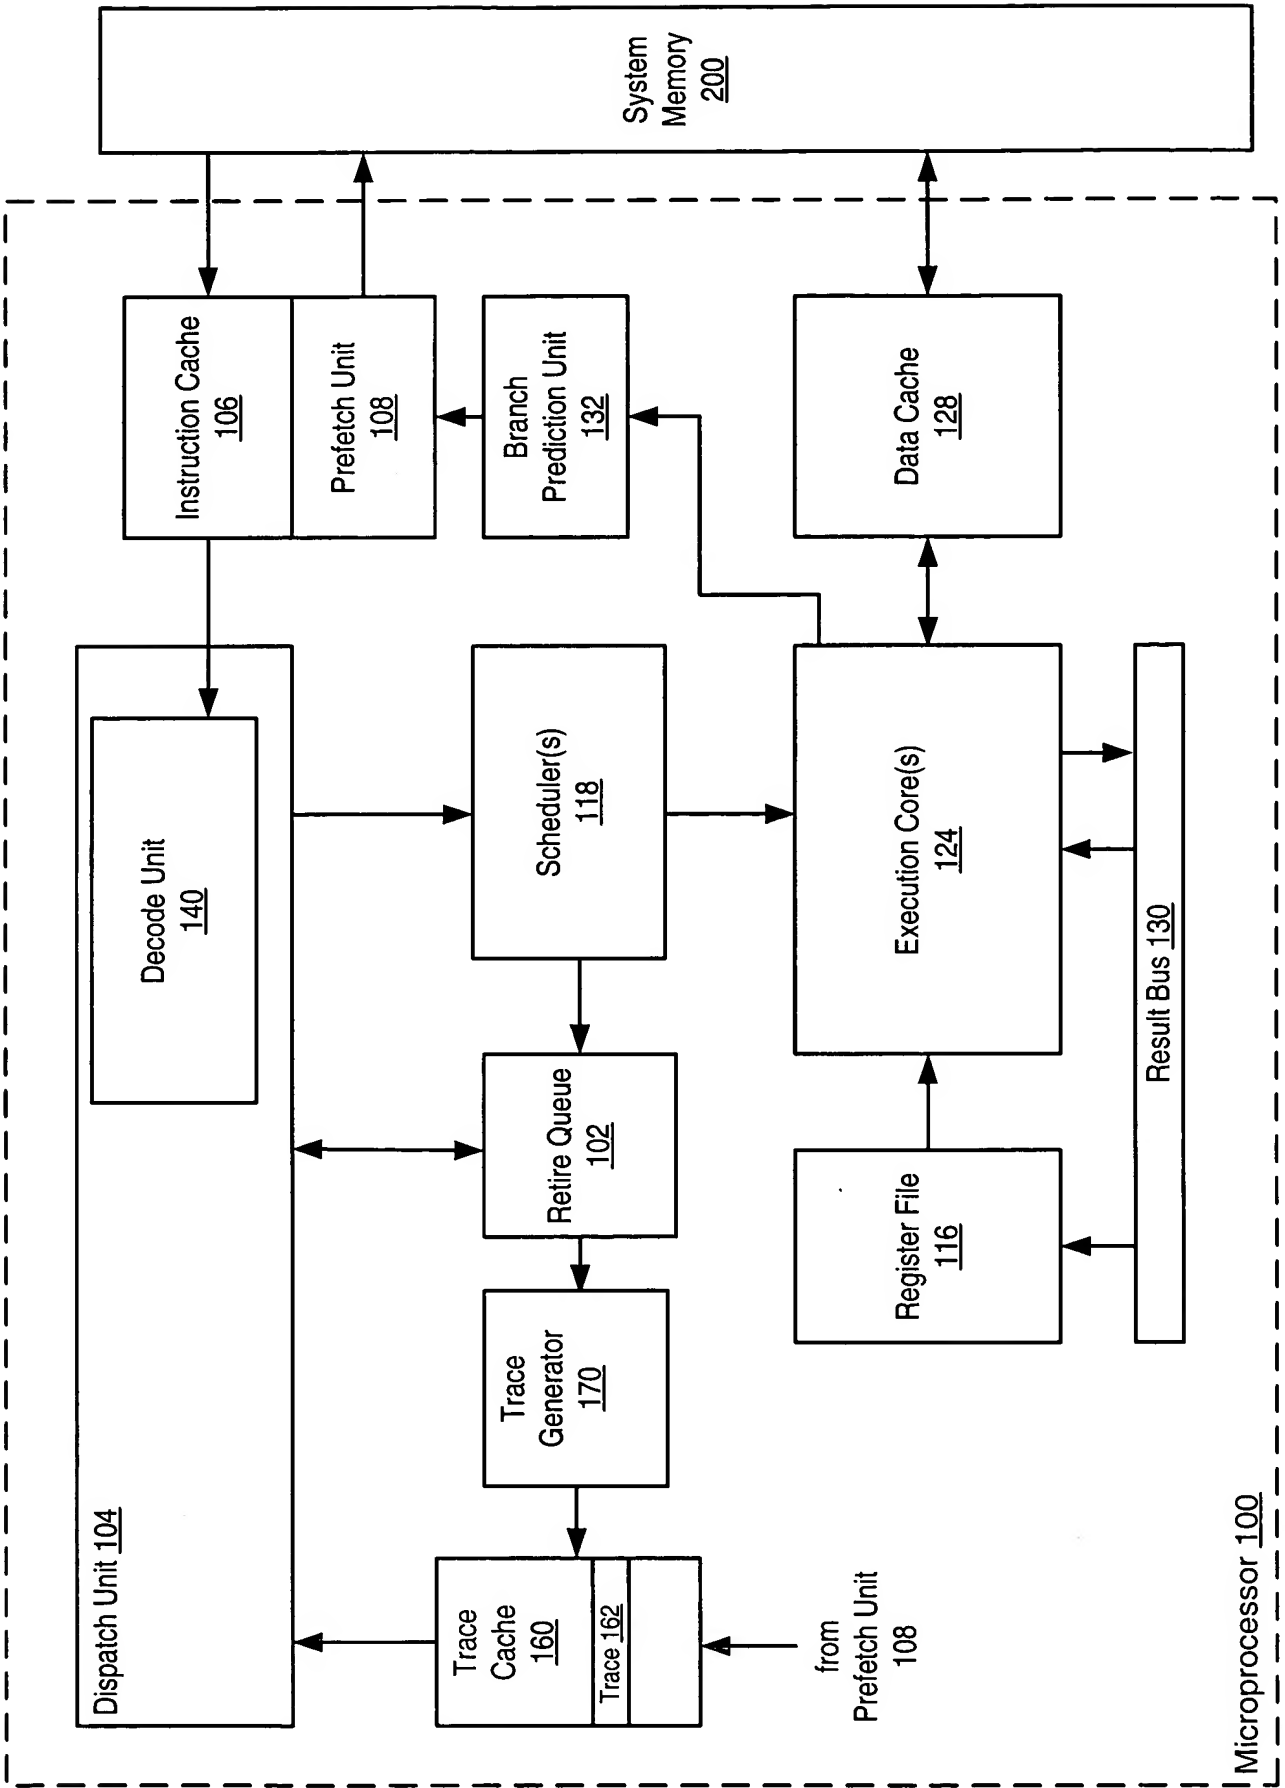 System
Memory
200
Instruction Cache
106
Prefetch Unit
108
Branch
Prediction Unit
132
Data Cache
128
Decode Unit
140
Scheduler(s)
118
Execution Core(s)
124
Retire Queue
102
Register File
116
Result Bus 130
Trace
Generator
170
Dispatch Unit 104
Trace
Cache
160
Trace 162
from
Prefetch Unit
108
Microprocessor 100